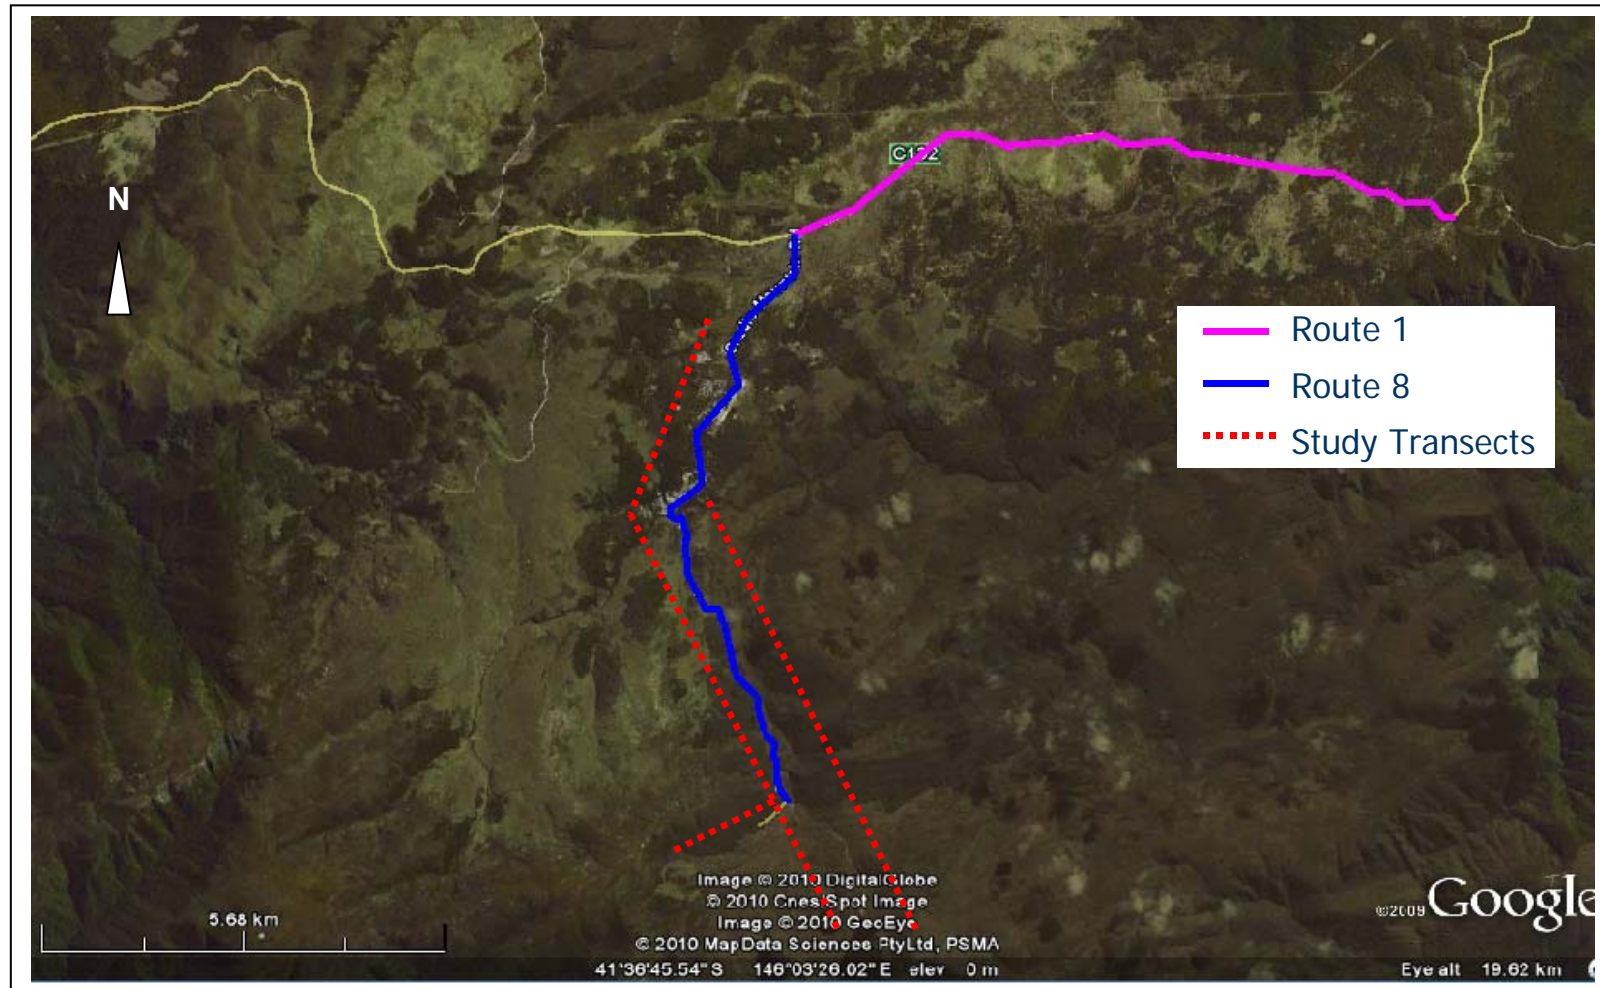 C132
N
Route 1
Route 8
Study Transects
5.68 km
Image © 2010 DigitalGlobe
© 2010 Cnes/Spot Image
Image © 2010 GeoEye
© 2010 MapData Sciences PtyLtd, PSMA
©2009 Google
41°36'45.54" S 146°03'26.02" E elev 0 m
Eye alt 19.62 km